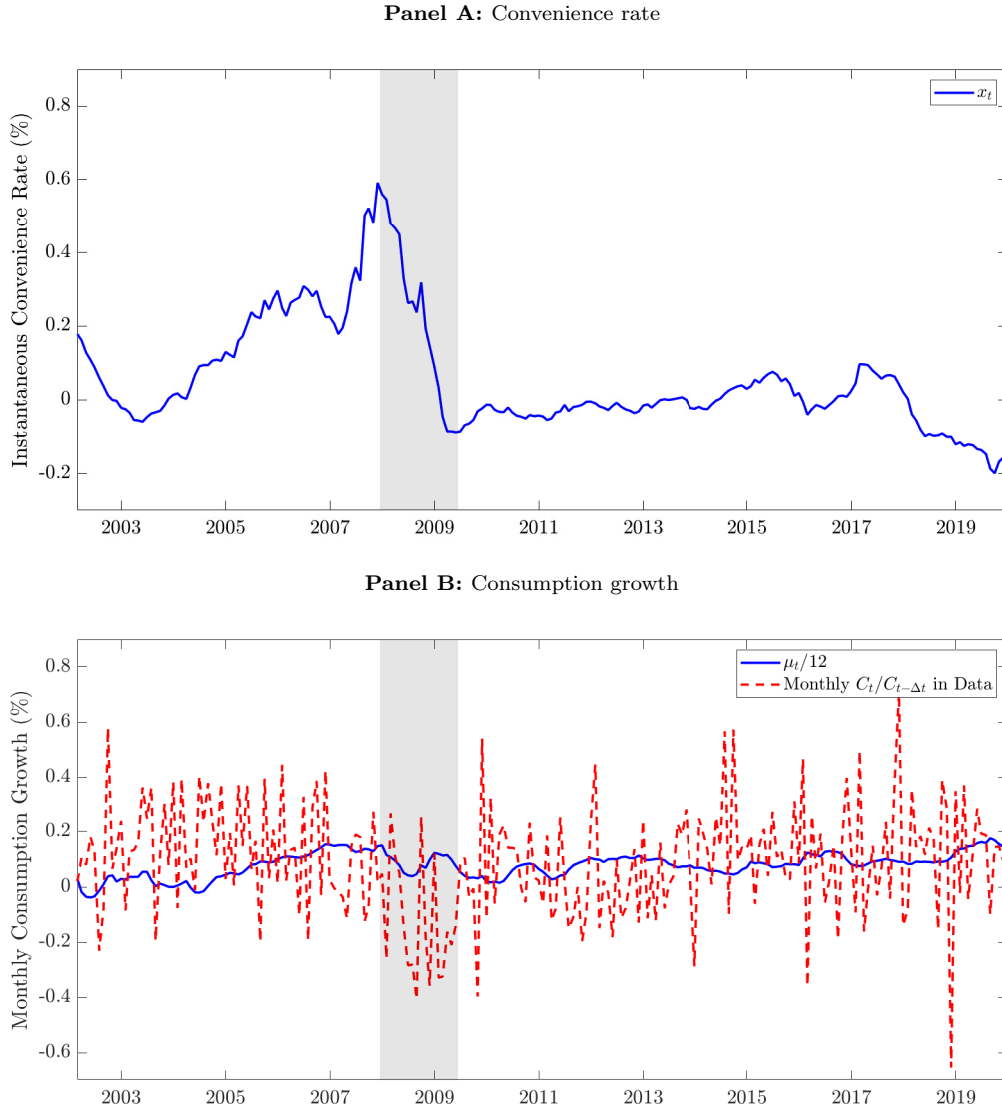 Panel A: Convenience rate
Instantaneous Convenience Rate (%)
0.8
0.6
0.4
0.2
0
-0.2
x_t
2003 2005 2007 2009 2011 2013 2015 2017 2019
Panel B: Consumption growth
Monthly Consumption Growth (%)
0.8
0.6
0.4
0.2
0
-0.2
-0.4
-0.6
μ_t/12
Monthly C_t/C_{t−Δt} in Data
2003 2005 2007 2009 2011 2013 2015 2017 2019